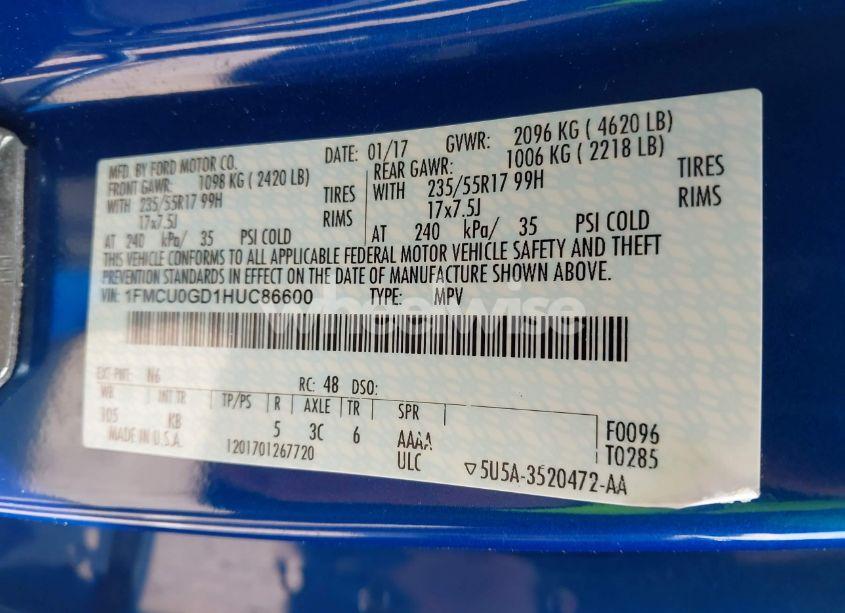 MFD. BY FORD MOTOR CO.
DATE: 01/17 GVWR: 2096 KG ( 4620 LB)
FRONT GAWR: 1098 KG ( 2420 LB)
REAR GAWR: 1006 KG ( 2218 LB)
WITH 235/55R17 99H TIRES
WITH 235/55R17 99H TIRES
17x7.5J RIMS
17x7.5J RIMS
AT 240 kPa/ 35 PSI COLD
AT 240 kPa/ 35 PSI COLD
THIS VEHICLE CONFORMS TO ALL APPLICABLE FEDERAL MOTOR VEHICLE SAFETY AND THEFT
PREVENTION STANDARDS IN EFFECT ON THE DATE OF MANUFACTURE SHOWN ABOVE.
VIN: 1FMCU0GD1HUC86600 TYPE: MPV
wheelwise
EXT PNT: N6 RC: 48 DSO:
WB INT TR TP/PS R AXLE TR SPR
105 KB 5 3C 6 AAAA
F0096
MADE IN U.S.A. 1201701267720 ULC
T0285
▽5U5A-3520472-AA